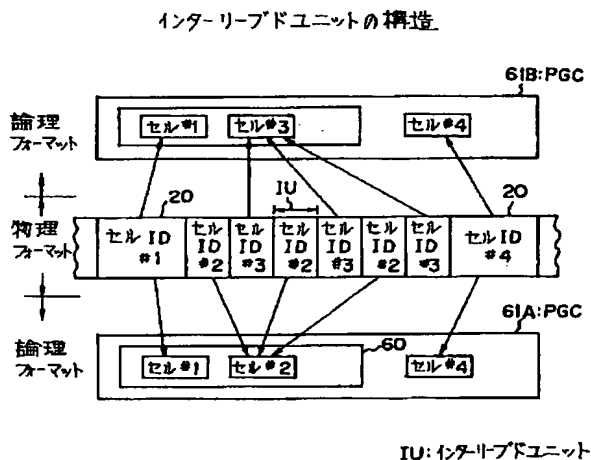 インターリーブドユニットの構造
61B:PGC
論理
フォーマット
セル#1
セル#3
セル#4
20
IU
20
物理
フォーマット
セルID
#1
セル
ID
#2
セル
ID
#3
セル
ID
#2
セル
ID
#3
セル
ID
#2
セル
ID
#3
セルID
#4
61A:PGC
論理
フォーマット
60
セル#1
セル#2
セル#4
IU:インターリーブドユニット